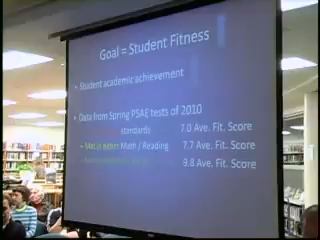 Goal = Student Fitness
• Student academic achievement
• Data from Spring PSAE tests of 2010
standards 7.0 Ave. Fit. Score
– Met in either Math / Reading 7.7 Ave. Fit. Score
9.8 Ave. Fit. Score